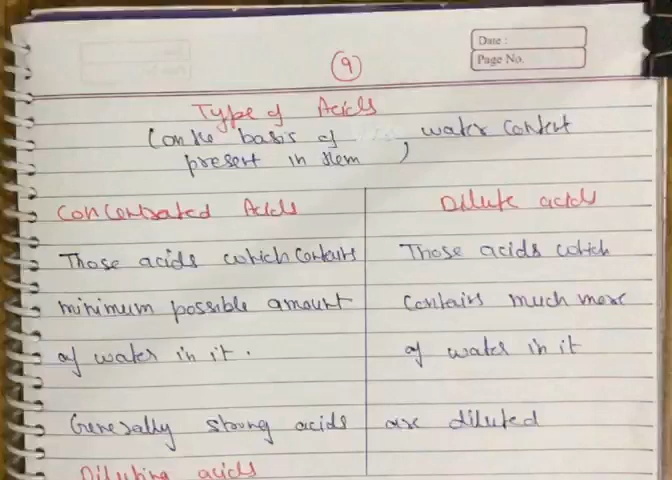 Date :
Page No.
9
Type of Acids
(on the basis of water content
present in them )
Concentrated Acids
Dilute acids
Those acids which contains
minimum possible amount
of water in it .
Those acids which
contains much more
of water in it
Generally strong acids are diluted
Diluting acids